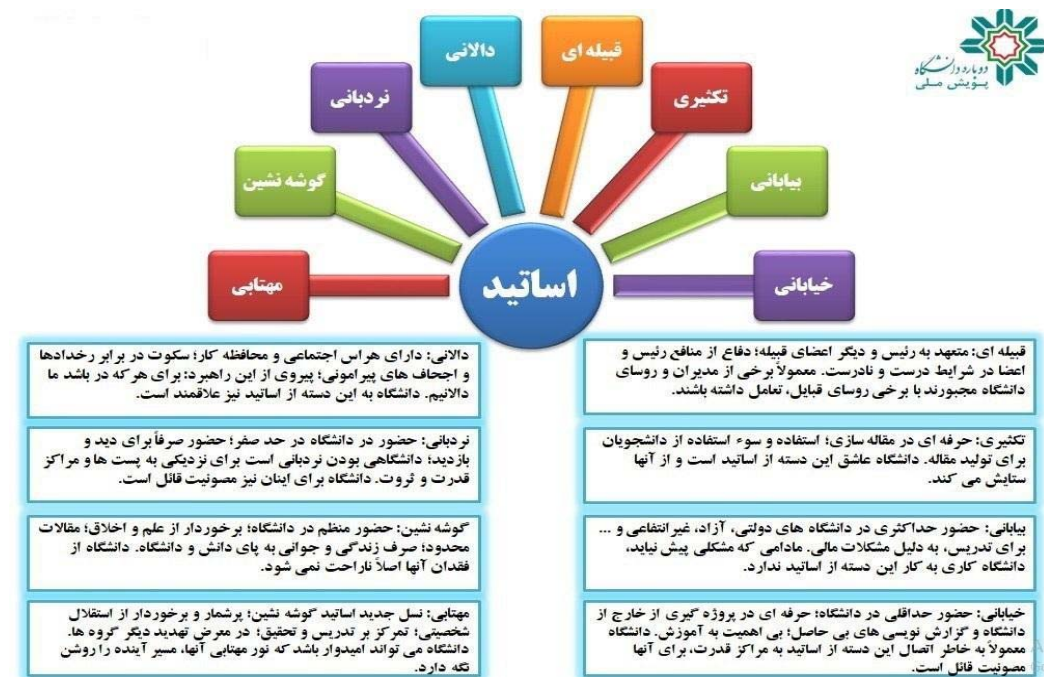 دوباره دانشگاه
پویش ملی
قبیله ای
دالانی
تکثیری
نردبانی
بیابانی
گوشه نشین
خیابانی
مهتابی
اساتید
قبیله ای: متعهد به رئیس و دیگر اعضای قبیله؛ دفاع از منافع رئیس و
اعضا در شرایط درست و نادرست. معمولاً برخی از مدیران و روسای
دانشگاه مجبورند با برخی روسای قبایل، تعامل داشته باشند.
دالانی: دارای هراس اجتماعی و محافظه کار؛ سکوت در برابر رخدادها
و اجحاف های پیرامونی؛ پیروی از این راهبرد: برای هر که در باشد ما
دالانیم. دانشگاه به این دسته از اساتید نیز علاقمند است.
تکثیری: حرفه ای در مقاله سازی؛ استفاده و سوء استفاده از دانشجویان
برای تولید مقاله. دانشگاه عاشق این دسته از اساتید است و از آنها
ستایش می کند.
نردبانی: حضور در دانشگاه در حد صفر؛ حضور صرفاً برای دید و
بازدید؛ دانشگاهی بودن نردبانی است برای نزدیکی به پست ها و مراکز
قدرت و ثروت. دانشگاه برای اینان نیز مصونیت قائل است.
بیابانی: حضور حداکثری در دانشگاه های دولتی، آزاد، غیرانتفاعی و ...
برای تدریس، به دلیل مشکلات مالی. مادامی که مشکلی پیش نیاید،
دانشگاه کاری به کار این دسته از اساتید ندارد.
گوشه نشین: حضور منظم در دانشگاه؛ برخوردار از علم و اخلاق؛ مقالات
محدود؛ صرف زندگی و جوانی به پای دانش و دانشگاه. دانشگاه از
فقدان آنها اصلاً ناراحت نمی شود.
خیابانی: حضور حداقلی در دانشگاه؛ حرفه ای در پروژه گیری از خارج از
دانشگاه و گزارش نویسی های بی حاصل؛ بی اهمیت به آموزش. دانشگاه
معمولاً به خاطر اتصال این دسته از اساتید به مراکز قدرت، برای آنها
مصونیت قائل است.
مهتابی: نسل جدید اساتید گوشه نشین؛ پرشمار و برخوردار از استقلال
شخصیتی؛ تمرکز بر تدریس و تحقیق؛ در معرض تهدید دیگر گروه ها.
دانشگاه می تواند امیدوار باشد که نور مهتابی آنها، مسیر آینده را روشن
نگه دارد.